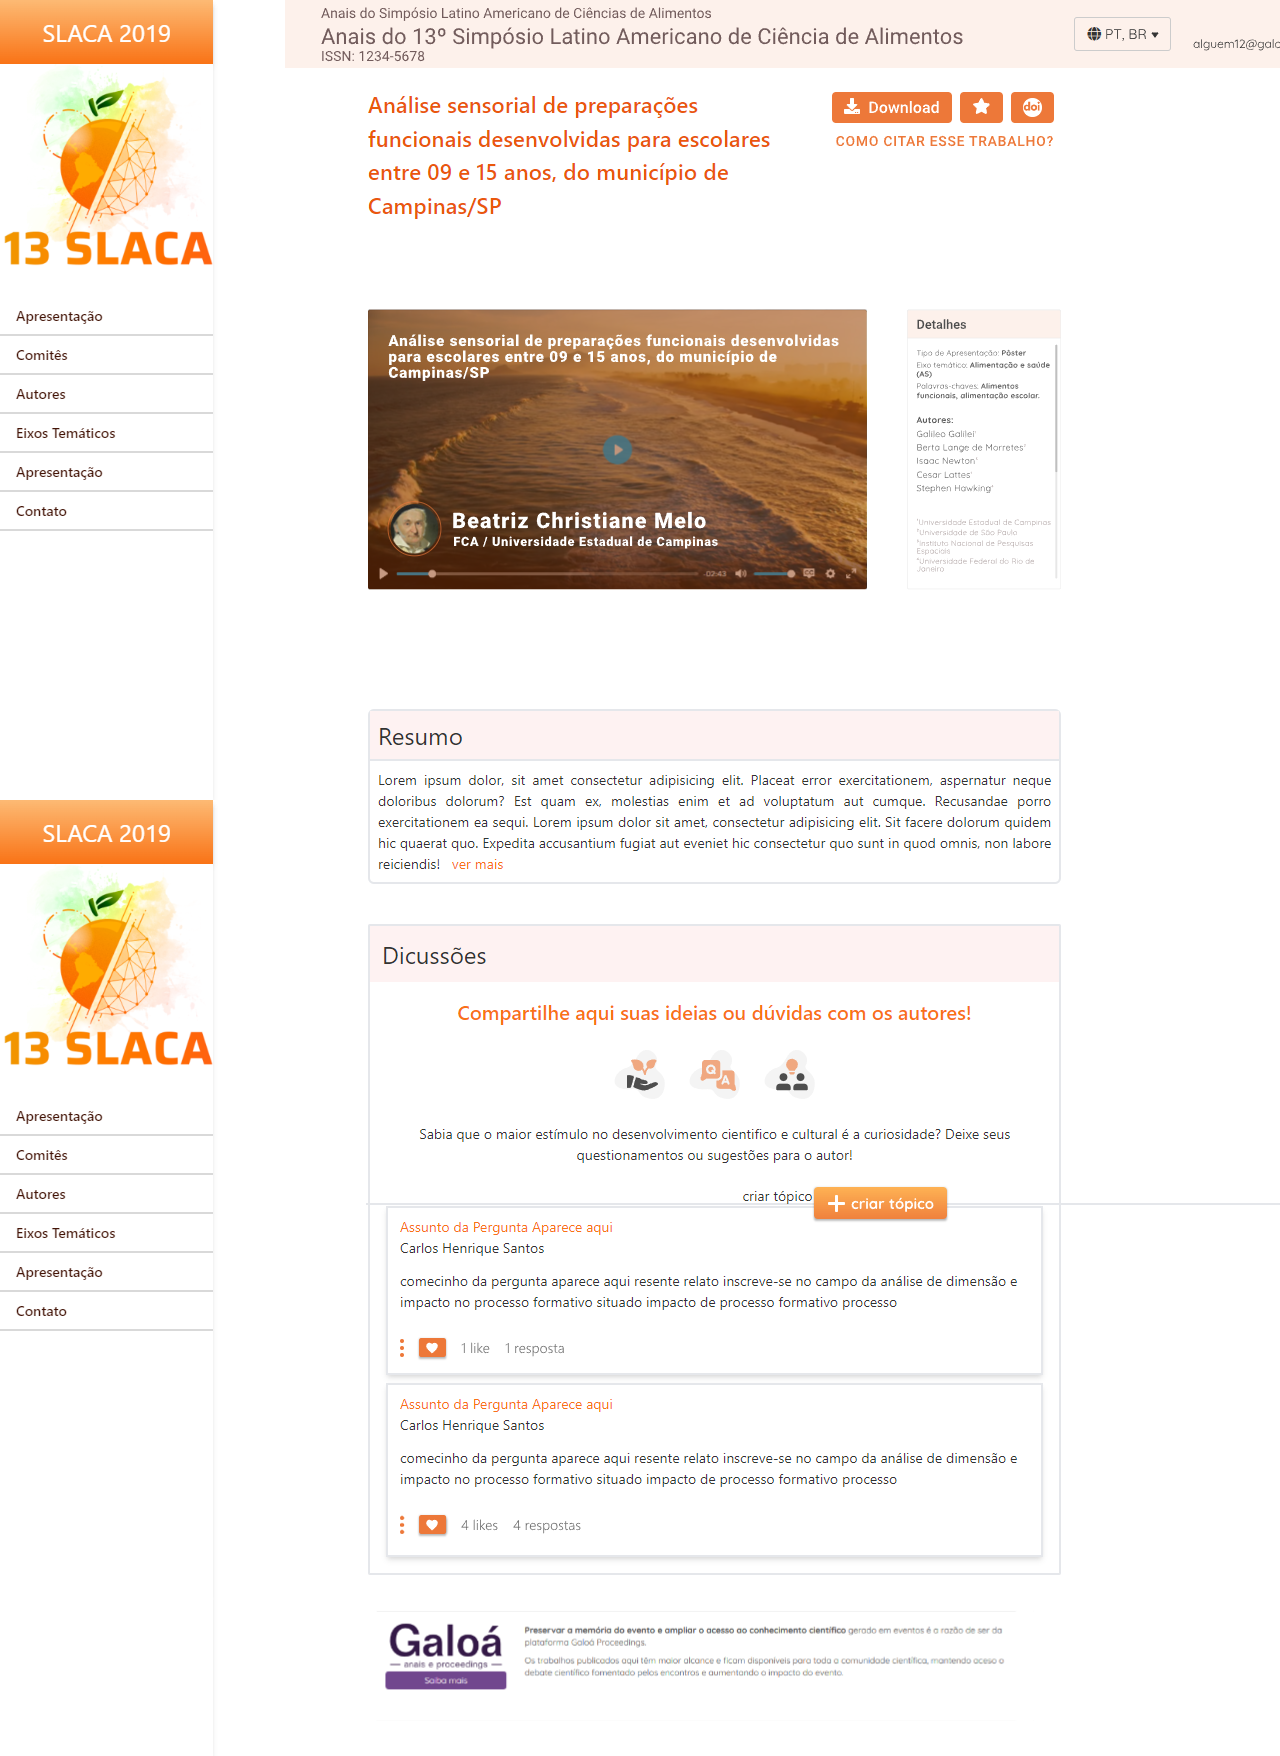 SLACA 2019
13 SLACA
Apresentação
Comitês
Autores
Eixos Temáticos
Apresentação
Contato
SLACA 2019
13 SLACA
Apresentação
Comitês
Autores
Eixos Temáticos
Apresentação
Contato
Anais do Simpósio Latino Americano de Ciências de Alimentos
Anais do 13º Simpósio Latino Americano de Ciência de Alimentos
ISSN: 1234-5678
PT, BR
alguem12@galo
Análise sensorial de preparações
funcionais desenvolvidas para escolares
entre 09 e 15 anos, do município de
Campinas/SP
Download
doi
COMO CITAR ESSE TRABALHO?
Análise sensorial de preparações funcionais desenvolvidas
para escolares entre 09 e 15 anos, do município de
Campinas/SP
Beatriz Christiane Melo
FCA / Universidade Estadual de Campinas
-02:43
Detalhes
Tipo de Apresentação: Pôster
Eixo temático: Alimentação e saúde
(AS)
Palavras-chaves: Alimentos
funcionais, alimentação escolar.
Autores:
Galileo Galilei
Berta Lange de Morretes
Isaac Newton
Cesar Lattes
Stephen Hawking
Universidade Estadual de Campinas
Universidade de São Paulo
Instituto Nacional de Pesquisas
Espaciais
Universidade Federal do Rio de
Janeiro
Resumo
Lorem ipsum dolor, sit amet consectetur adipisicing elit. Placeat error exercitationem, aspernatur neque
doloribus dolorum? Est quam ex, molestias enim et ad voluptatum aut cumque. Recusandae porro
exercitationem ea sequi. Lorem ipsum dolor sit amet, consectetur adipisicing elit. Sit facere dolorum quidem
hic quaerat quo. Expedita accusantium fugiat aut eveniet hic consectetur quo sunt in quod omnis, non labore
reiciendis! ver mais
Dicussões
Compartilhe aqui suas ideias ou dúvidas com os autores!
Q A
Sabia que o maior estímulo no desenvolvimento cientifico e cultural é a curiosidade? Deixe seus
questionamentos ou sugestões para o autor!
criar tópico
criar tópico
Assunto da Pergunta Aparece aqui
Carlos Henrique Santos
comecinho da pergunta aparece aqui resente relato inscreve-se no campo da análise de dimensão e
impacto no processo formativo situado impacto de processo formativo processo
1 like 1 resposta
Assunto da Pergunta Aparece aqui
Carlos Henrique Santos
comecinho da pergunta aparece aqui resente relato inscreve-se no campo da análise de dimensão e
impacto no processo formativo situado impacto de processo formativo processo
4 likes 4 respostas
Galoá
anais e proceedings
Saiba mais
Preservar a memória do evento e ampliar o acesso ao conhecimento científico gerado em eventos é a razão de ser da
plataforma Galoá Proceedings.
Os trabalhos publicados aqui têm maior alcance e ficam disponíveis para toda a comunidade científica, mantendo aceso o
debate científico fomentado pelos encontros e aumentando o impacto do evento.